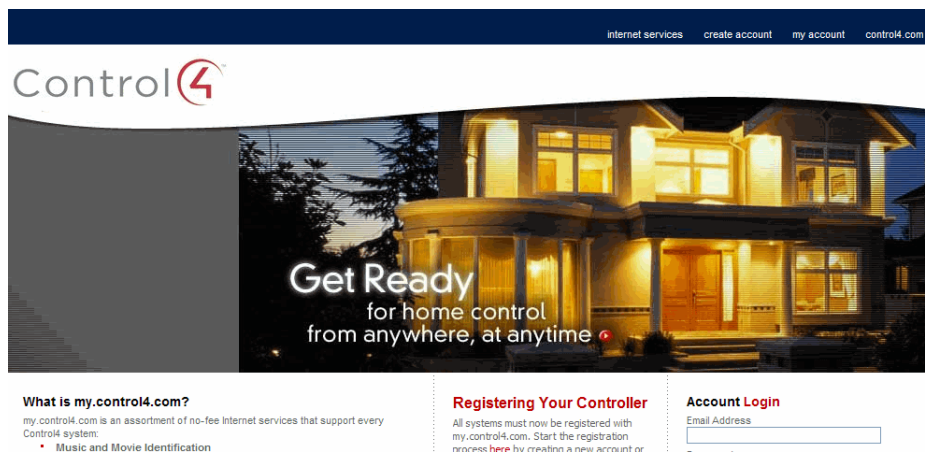 internet services create account my account control4.com
Control4™
Get Ready
for home control
from anywhere, at anytime
What is my.control4.com?
my.control4.com is an assortment of no-fee Internet services that support every
Control4 system:
• Music and Movie Identification
Registering Your Controller
All systems must now be registered with
my.control4.com. Start the registration
process here by creating a new account or
Account Login
Email Address